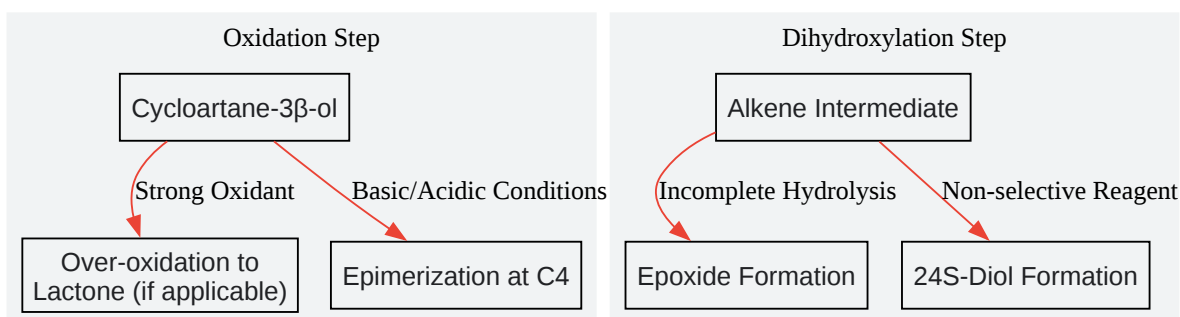 Oxidation Step
Cycloartane-3β-ol
Strong Oxidant
Basic/Acidic Conditions
Over-oxidation to
Lactone (if applicable)
Epimerization at C4
Dihydroxylation Step
Alkene Intermediate
Incomplete Hydrolysis
Non-selective Reagent
Epoxide Formation
24S-Diol Formation